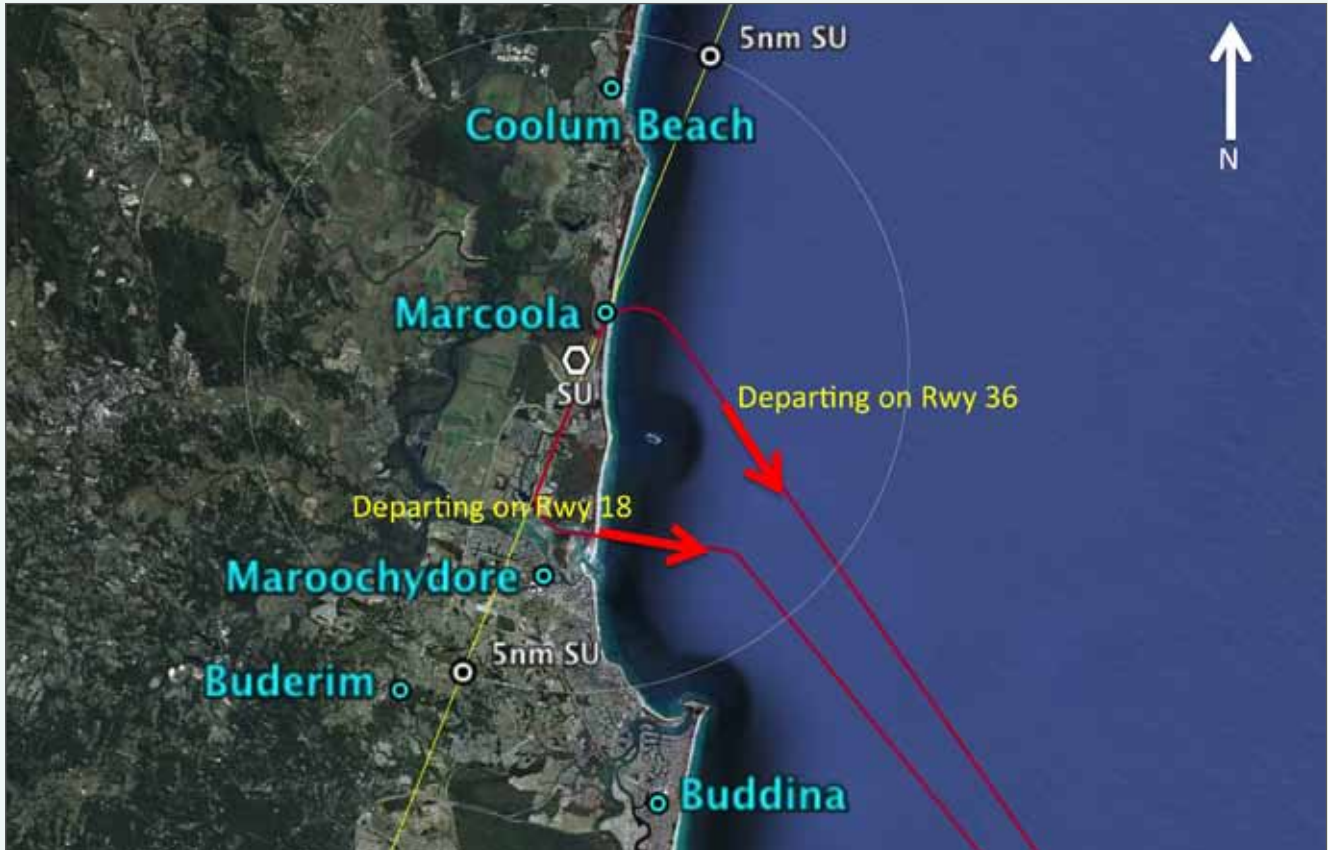 5nm SU
Coolum Beach
N
Marcoola
SU
Departing on Rwy 36
Departing on Rwy 18
Maroochydore
5nm SU
Buderim
Buddina